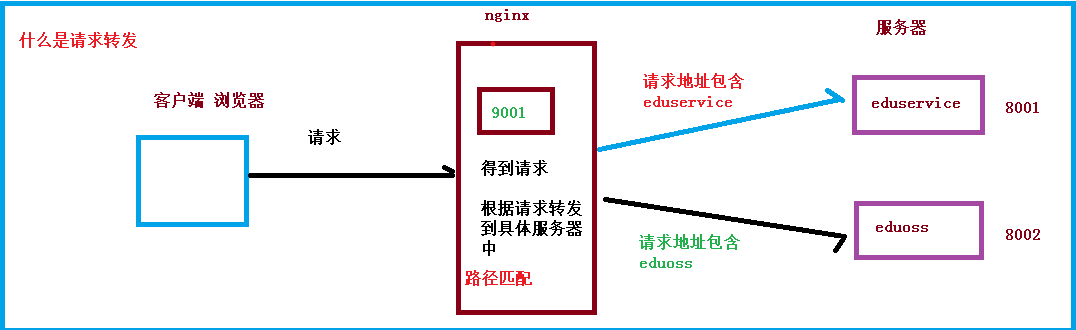 nginx
服务器
什么是请求转发
请求地址包含
eduservice
客户端 浏览器
9001
eduservice
8001
请求
得到请求
根据请求转发
到具体服务器
中
路径匹配
请求地址包含
eduoss
eduoss
8002